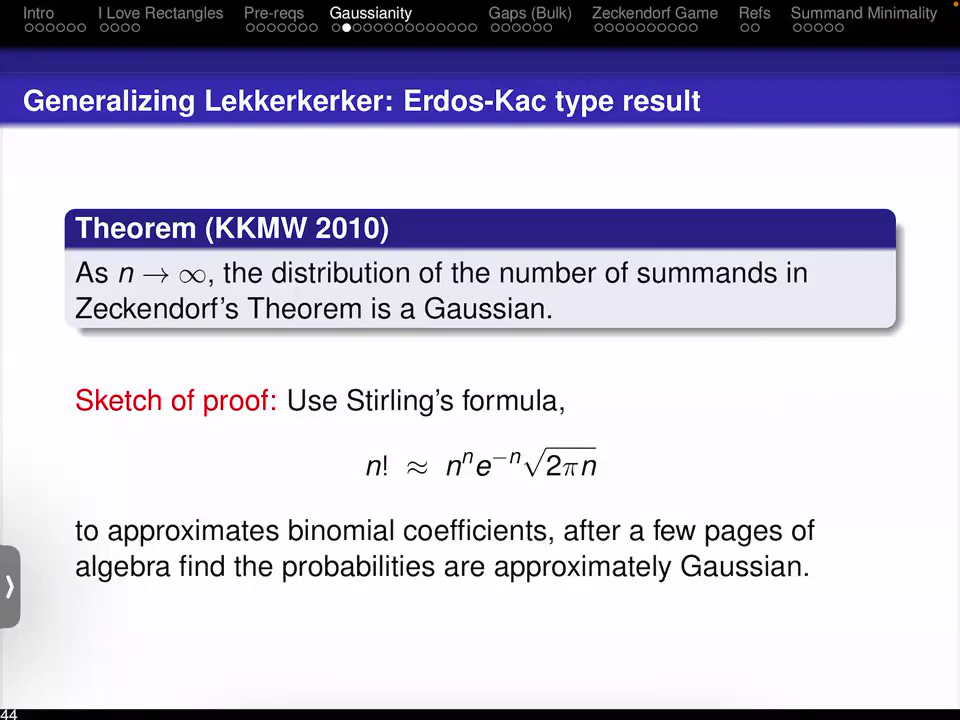 Intro I Love Rectangles Pre-reqs Gaussianity Gaps (Bulk) Zeckendorf Game Refs Summand Minimality
Generalizing Lekkerkerker: Erdos-Kac type result
Theorem (KKMW 2010)
As n → ∞, the distribution of the number of summands in
Zeckendorf's Theorem is a Gaussian.
Sketch of proof: Use Stirling's formula,
n! ≈ nⁿe⁻ⁿ√2πn
to approximates binomial coefficients, after a few pages of
algebra find the probabilities are approximately Gaussian.
44